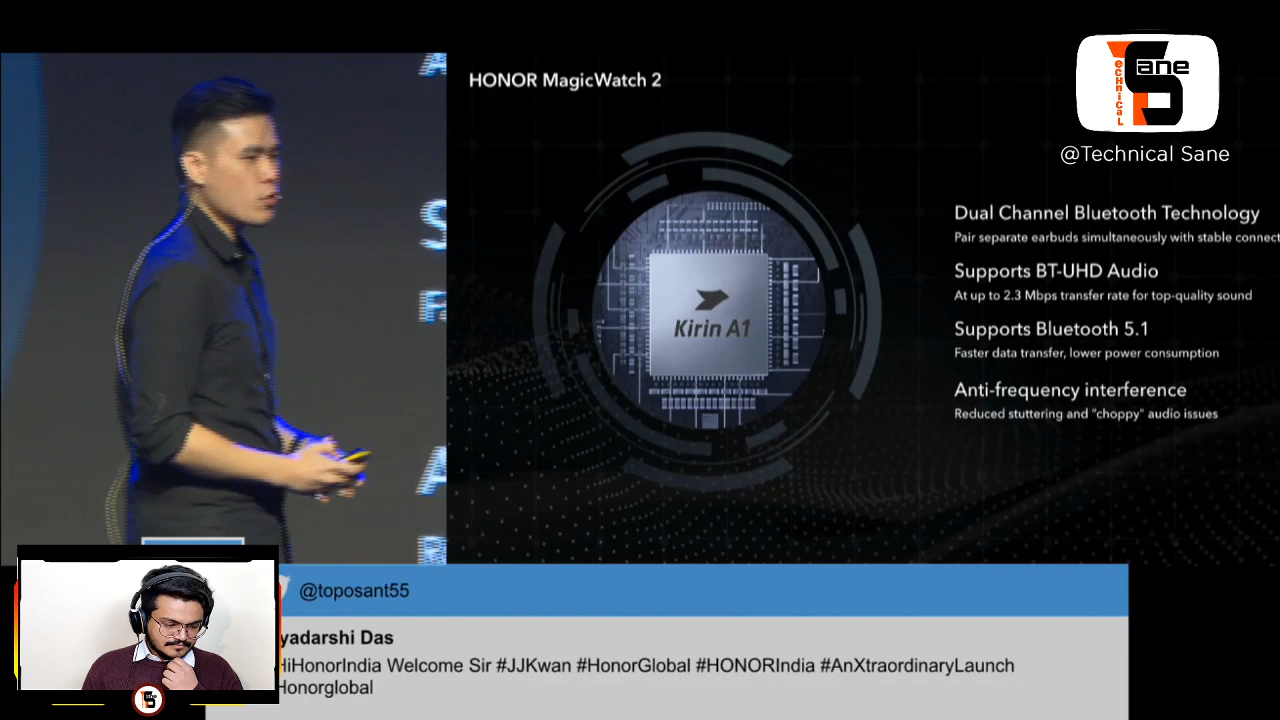 HONOR MagicWatch 2
Technical Sane
@Technical Sane
Kirin A1
Dual Channel Bluetooth Technology
Pair separate earbuds simultaneously with stable connect
Supports BT-UHD Audio
At up to 2.3 Mbps transfer rate for top-quality sound
Supports Bluetooth 5.1
Faster data transfer, lower power consumption
Anti-frequency interference
Reduced stuttering and "choppy" audio issues
@toposant55
yadarshi Das
HiHonorIndia Welcome Sir #JJKwan #HonorGlobal #HONORIndia #AnXtraordinaryLaunch
Honorglobal